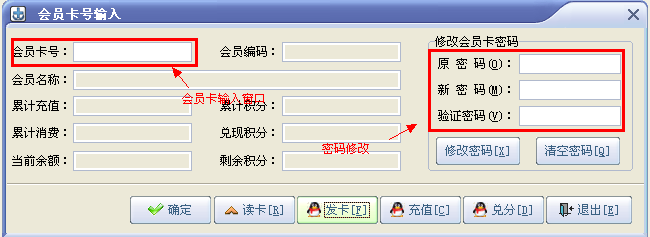 会员卡号输入
会员卡号：
会员编码：
会员名称：
会员卡输入窗口
累计充值：
累计积分：
累计消费：
兑现积分：
当前余额：
剩余积分：
修改会员卡密码
原 密 码(O)：
新 密 码(M)：
验证密码(V)：
密码修改
修改密码[X]
清空密码[Q]
确定
读卡[R]
发卡[F]
充值[C]
兑分[D]
退出[E]